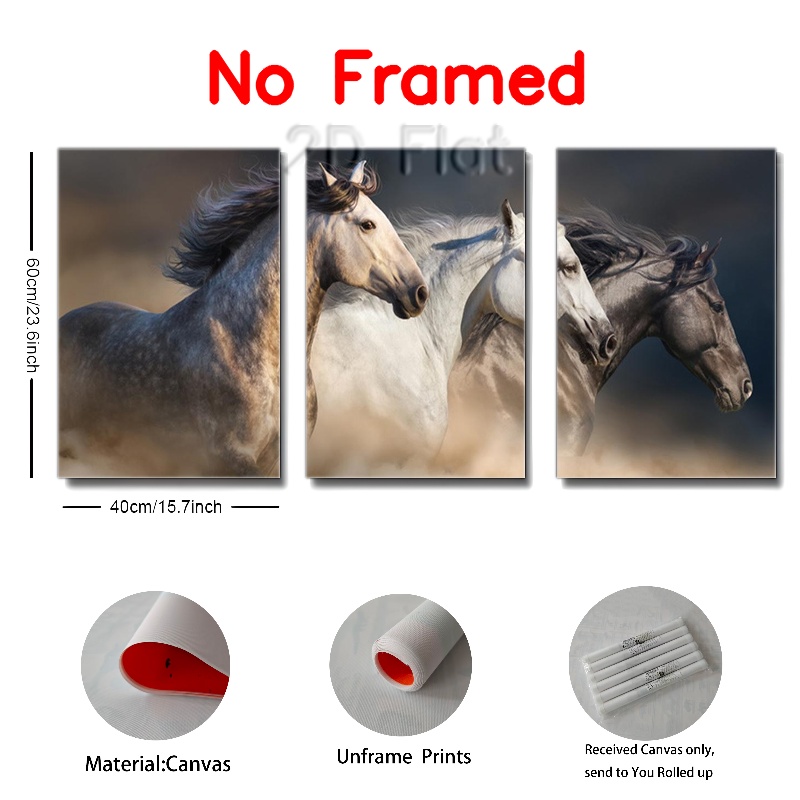 No Framed
2D Flat
60cm/23.6inch
40cm/15.7inch
Material:Canvas
Unframe Prints
Received Canvas only,
send to You Rolled up